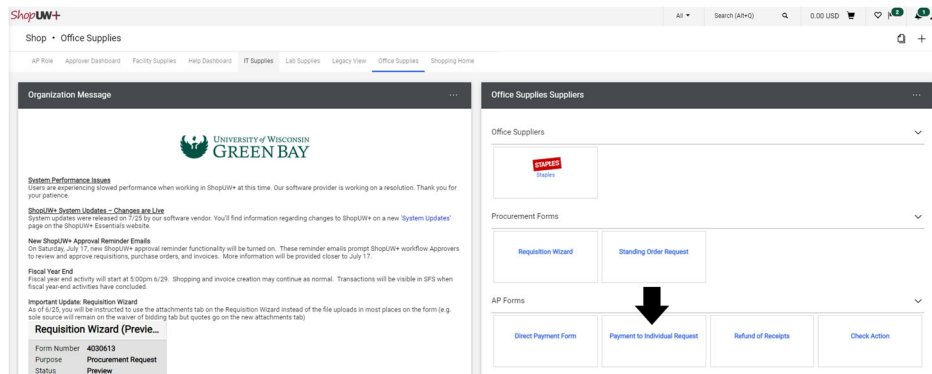 ShopUW+
All
Search (Alt+Q)
0.00 USD
2
1
Shop • Office Supplies
AP Role
Approver Dashboard
Facility Supplies
Help Dashboard
IT Supplies
Lab Supplies
Legacy View
Office Supplies
Shopping Home
Organization Message
UNIVERSITY of WISCONSIN
GREEN BAY
System Performance Issues
Users are experiencing slowed performance when working in ShopUW+ at this time. Our software provider is working on a resolution. Thank you for
your patience.
ShopUW+ System Updates – Changes are Live
System updates were released on 7/25 by our software vendor. You'll find information regarding changes to ShopUW+ on a new 'System Updates'
page on the ShopUW+ Essentials website.
New ShopUW+ Approval Reminder Emails
On Saturday, July 17, new ShopUW+ approval reminder functionality will be turned on. These reminder emails prompt ShopUW+ workflow Approvers
to review and approve requisitions, purchase orders, and invoices. More information will be provided closer to July 17.
Fiscal Year End
Fiscal year end activity will start at 5:00pm 6/29. Shopping and invoice creation may continue as normal. Transactions will be visible in SFS when
fiscal year-end activities have concluded.
Important Update: Requisition Wizard
As of 6/25, you will be instructed to use the attachments tab on the Requisition Wizard instead of the file uploads in most places on the form (e.g.
sole source will remain on the waiver of bidding tab but quotes go on the new attachments tab)
Requisition Wizard (Previe...
Form Number 4030613
Purpose Procurement Request
Status Preview
Office Supplies Suppliers
Office Suppliers
STAPLES
Staples
Procurement Forms
Requisition Wizard
Standing Order Request
AP Forms
Direct Payment Form
Payment to Individual Request
Refund of Receipts
Check Action